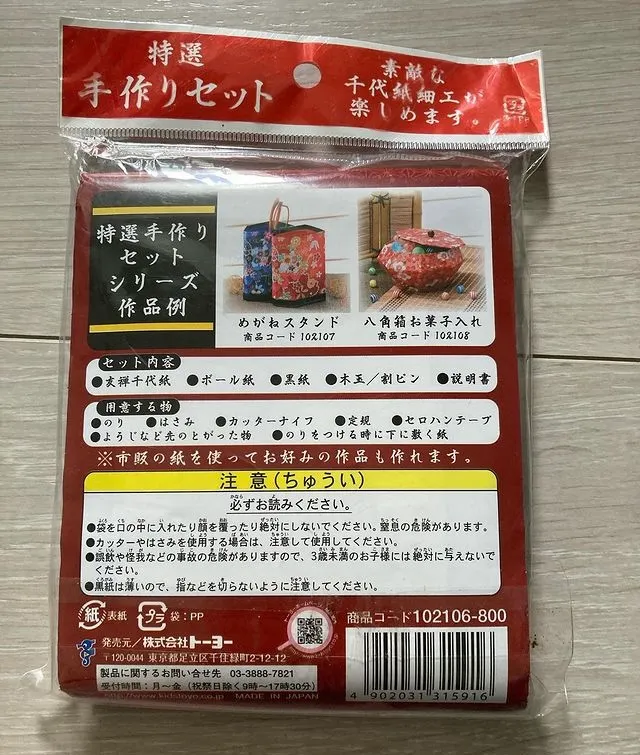 特選
手作りセット
素敵な
千代紙細工が
楽しめます。
プラ
特選手作り
セット
シリーズ
作品例
めがねスタンド
商品コード 102107
八角箱お菓子入れ
商品コード 102108
セット内容
●友禅千代紙 ●ボール紙 ●黒紙 ●木玉/割ピン ●説明書
用意する物
●のり ●はさみ ●カッターナイフ ●定規 ●セロハンテープ
●ようじなど先のとがった物 ●のりをつける時に下に敷く紙
※市販の紙を使ってお好みの作品も作れます。
注 意(ちゅうい)
必ずお読みください。
●袋を口の中に入れたり顔を覆ったり絶対にしないでください。窒息の危険があります。
●カッターやはさみを使用する場合は、注意して使用してください。
●誤飲や怪我などの事故の危険がありますので、3歳未満のお子様には絶対に与えないで
ください。
●黒紙は薄いので、指などを切らないように注意してください。
紙 表紙 プラ 袋:PP
商品コード102106-800
発売元/株式会社トーヨー
〒120-0044 東京都足立区千住緑町2-12-12
製品に関するお問い合せ先 03-3888-7821
受付時間:月〜金(祝祭日除く9時〜17時30分)
http://www.kidstoyo.co.jp MADE IN JAPAN
4 902031 315916